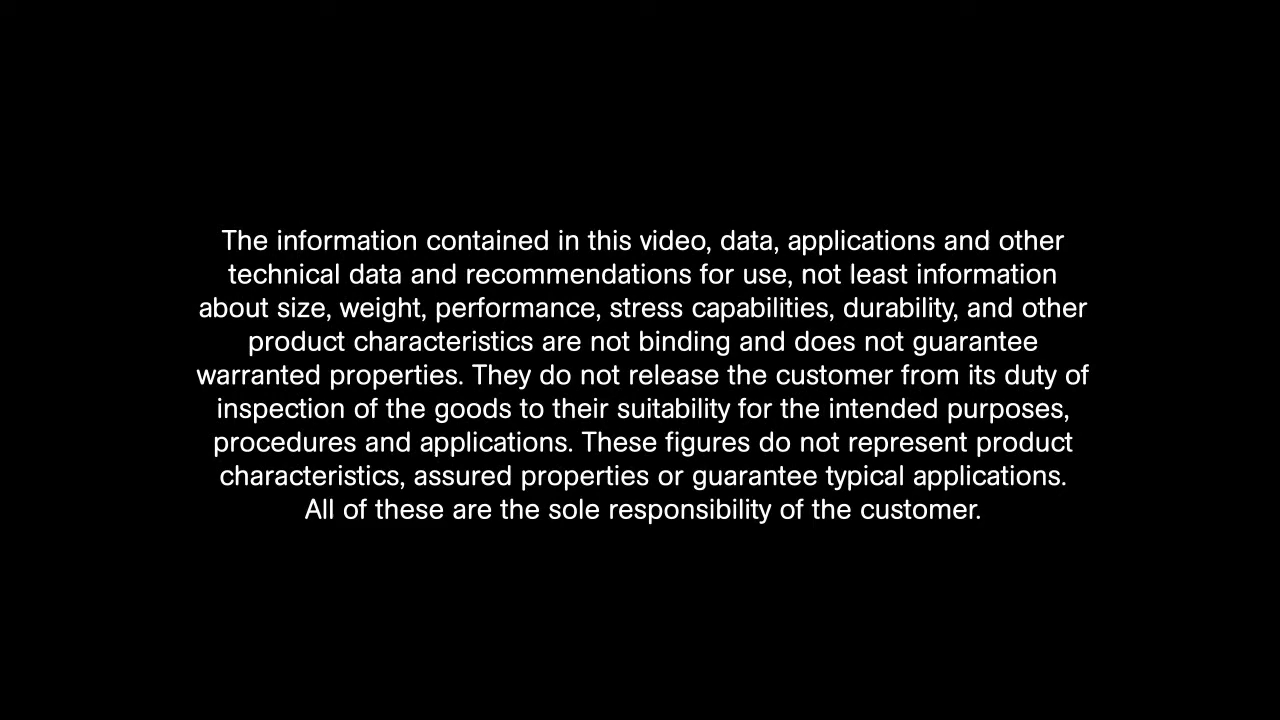 The information contained in this video, data, applications and other
technical data and recommendations for use, not least information
about size, weight, performance, stress capabilities, durability, and other
product characteristics are not binding and does not guarantee
warranted properties. They do not release the customer from its duty of
inspection of the goods to their suitability for the intended purposes,
procedures and applications. These figures do not represent product
characteristics, assured properties or guarantee typical applications.
All of these are the sole responsibility of the customer.